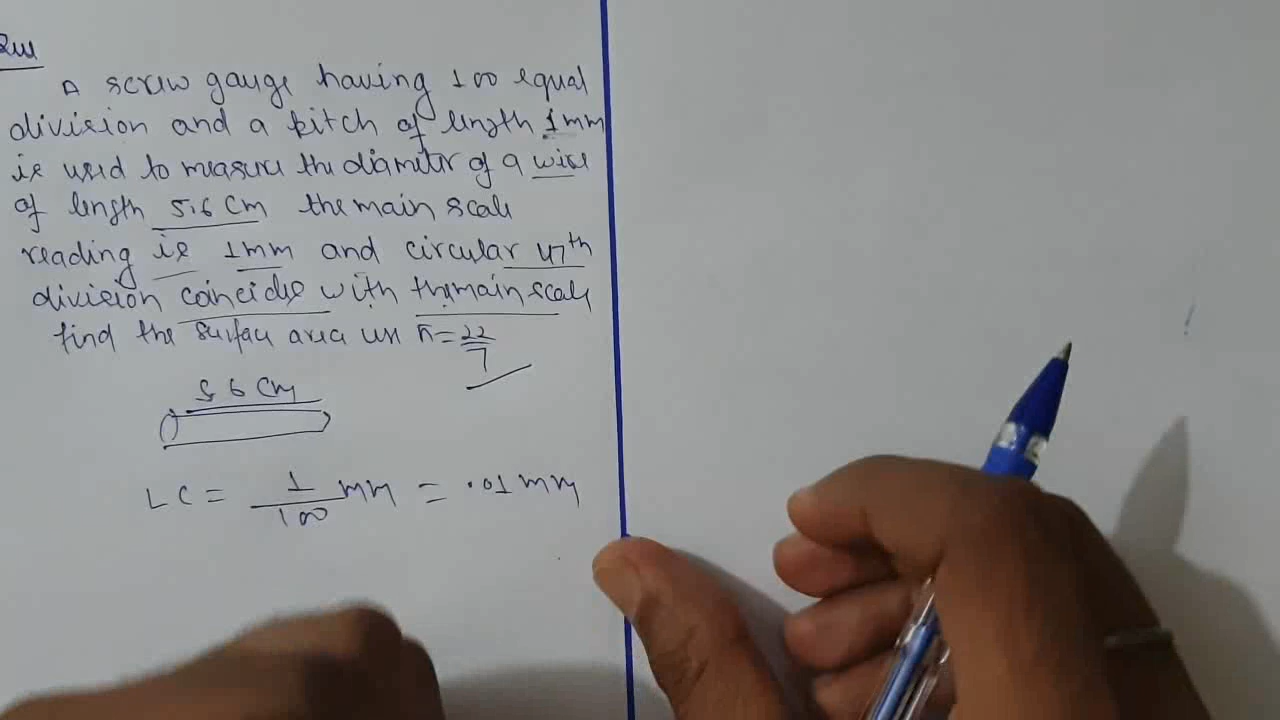 Que
A screw gauge having 100 equal
division and a pitch of length 1mm
is used to measure the diameter of a wire
of length 5.6 cm the main scale
reading is 1mm and circular 47th
division coincide with the main scale
find the surface area use π = 22/7
5.6 cm
LC = 1/100 mm = .01 mm